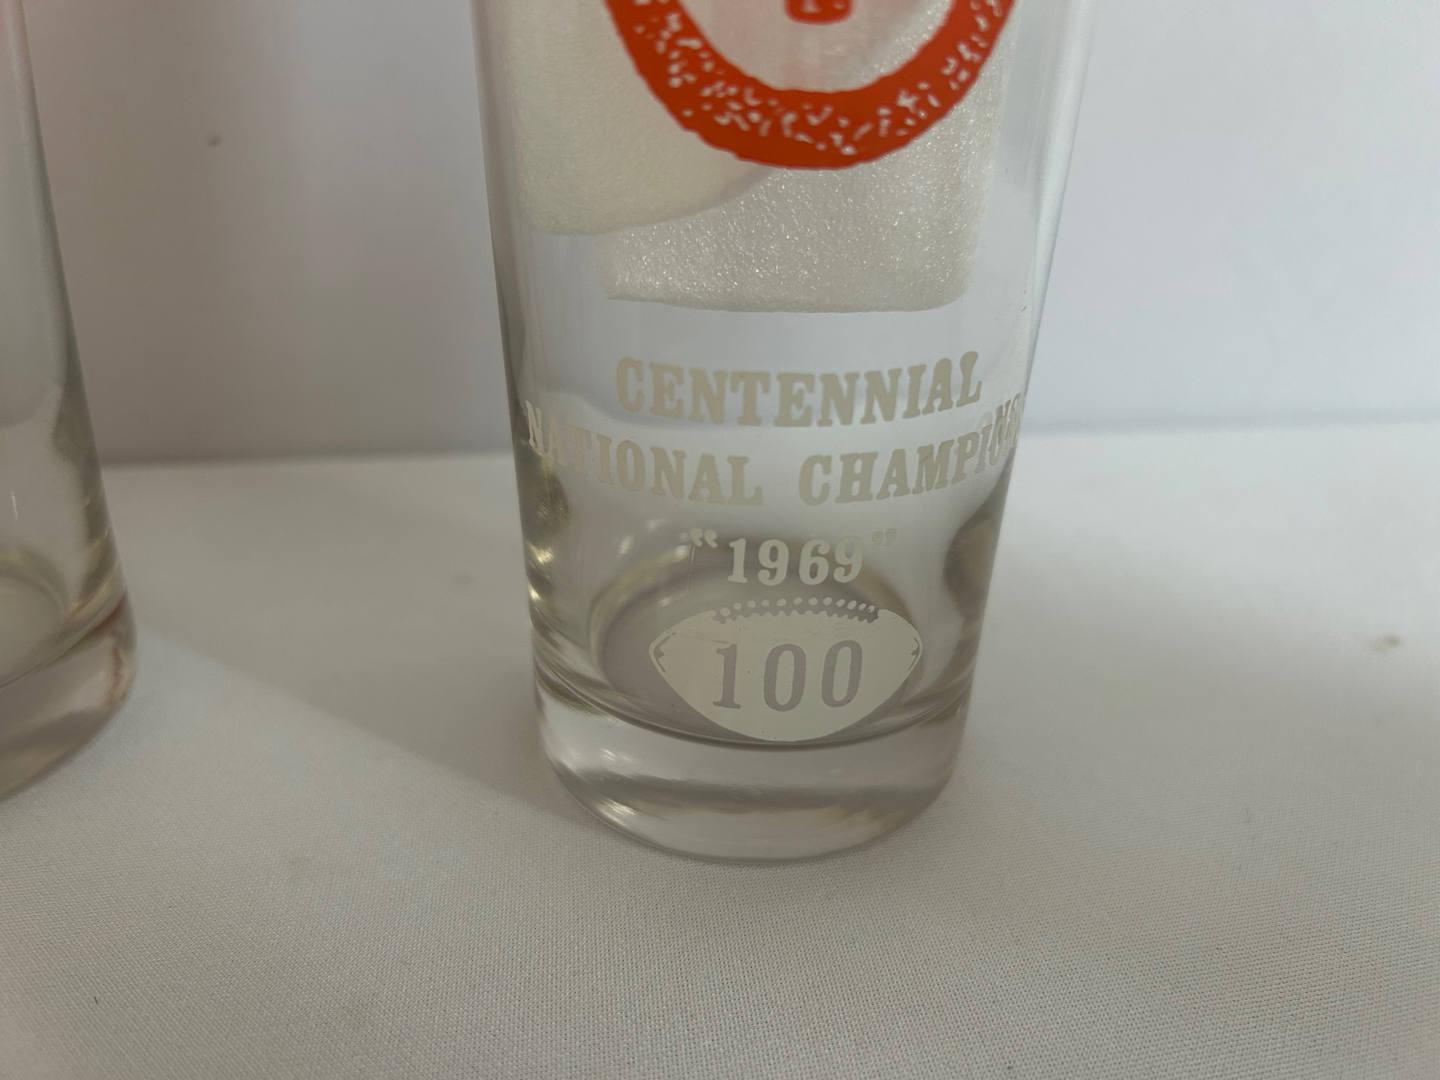 CENTENNIAL
NATIONAL CHAMPIONS
"1969"
100